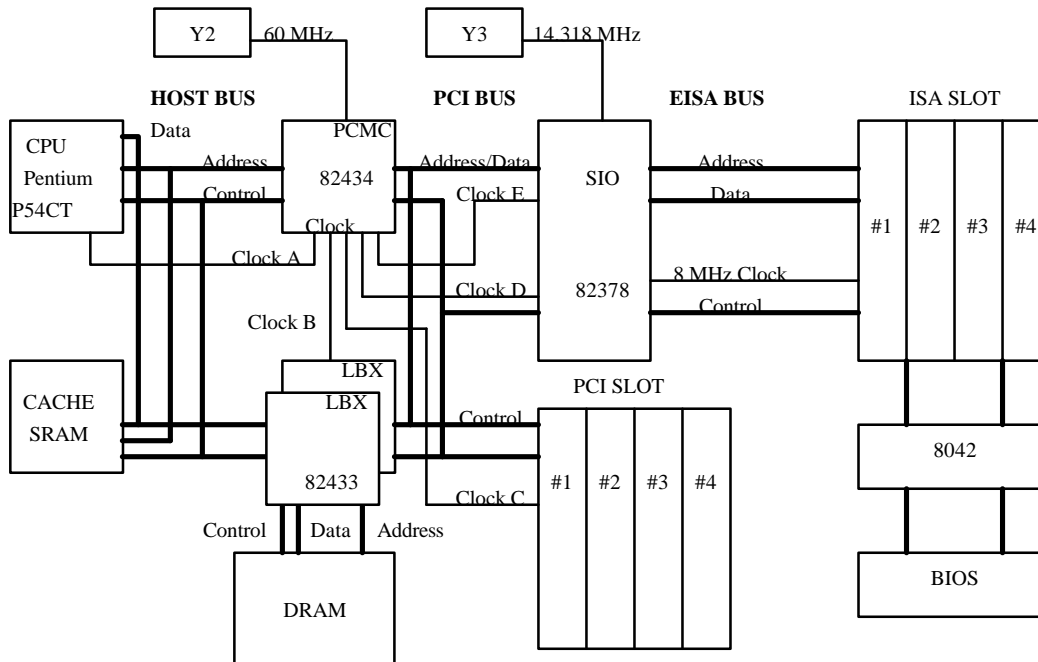 Y2
60 MHz
Y3
14.318 MHz
HOST BUS
PCI BUS
EISA BUS
ISA SLOT
Data
CPU
Pentium
P54CT
Address
Control
PCMC
82434
Clock
Address/Data
Clock E
SIO
82378
Address
Data
#1
#2
#3
#4
Clock A
Clock D
8 MHz Clock
Control
Clock B
CACHE
SRAM
LBX
LBX
82433
PCI SLOT
Control
Clock C
#1
#2
#3
#4
8042
Control
Data
Address
DRAM
BIOS